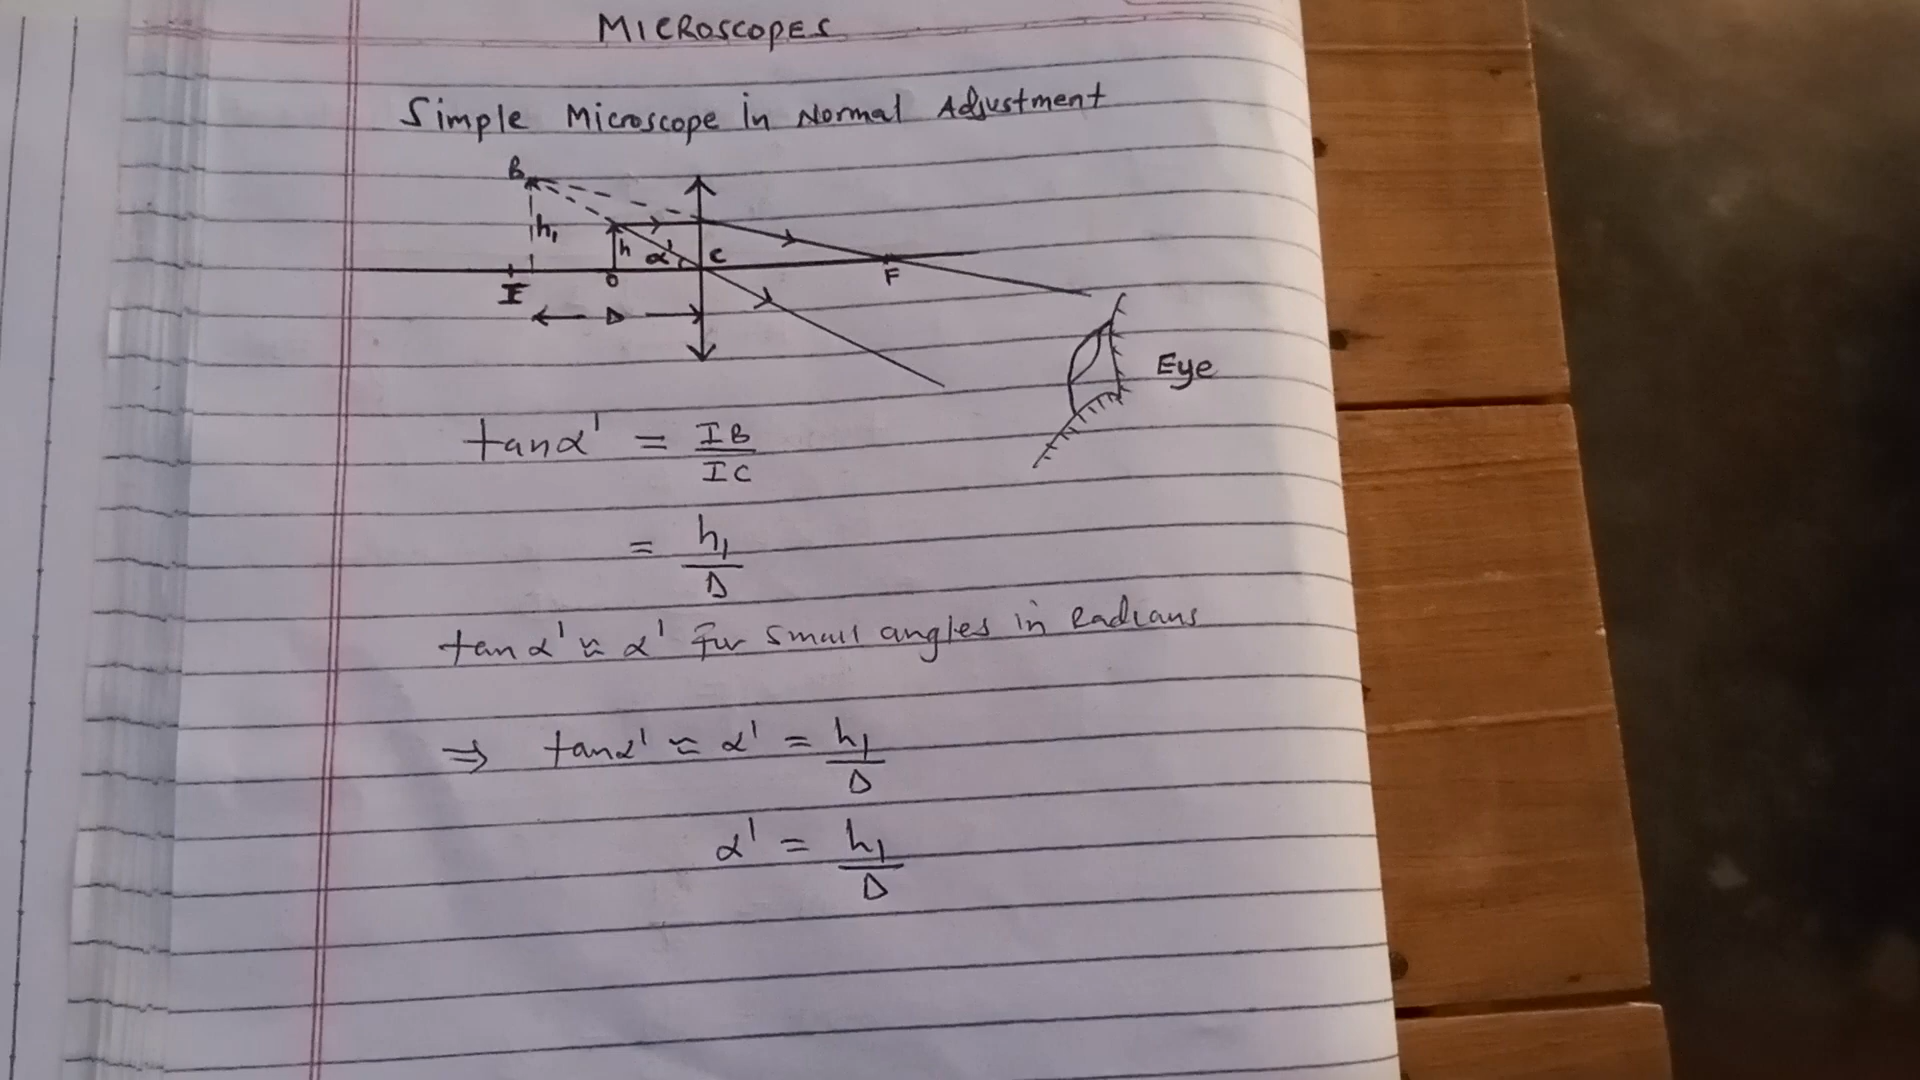 MICROSCOPES
Simple Microscope in Normal Adjustment
B
h₁
h
α'
C
I
O
F
← D →
Eye
tanα' = IB/IC
= h₁/D
tan α' ≈ α' for small angles in Radians
⇒ tanα' ≈ α' = h₁/D
α' = h₁/D